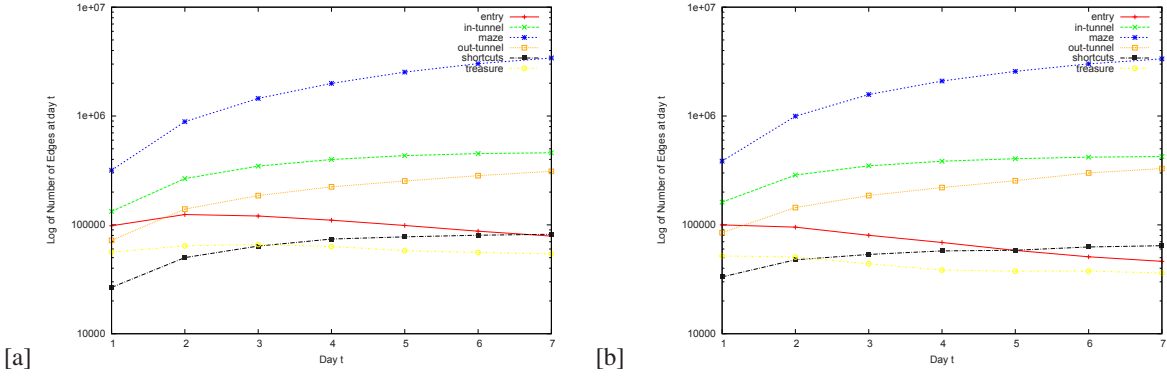 1e+07
1e+06
100000
10000
Log of Number of Edges at day t
1 2 3 4 5 6 7
Day t
entry
in-tunnel
maze
out-tunnel
shortcuts
treasure
[a]
1e+07
1e+06
100000
10000
Log of Number of Edges at day t
1 2 3 4 5 6 7
Day t
entry
in-tunnel
maze
out-tunnel
shortcuts
treasure
[b]